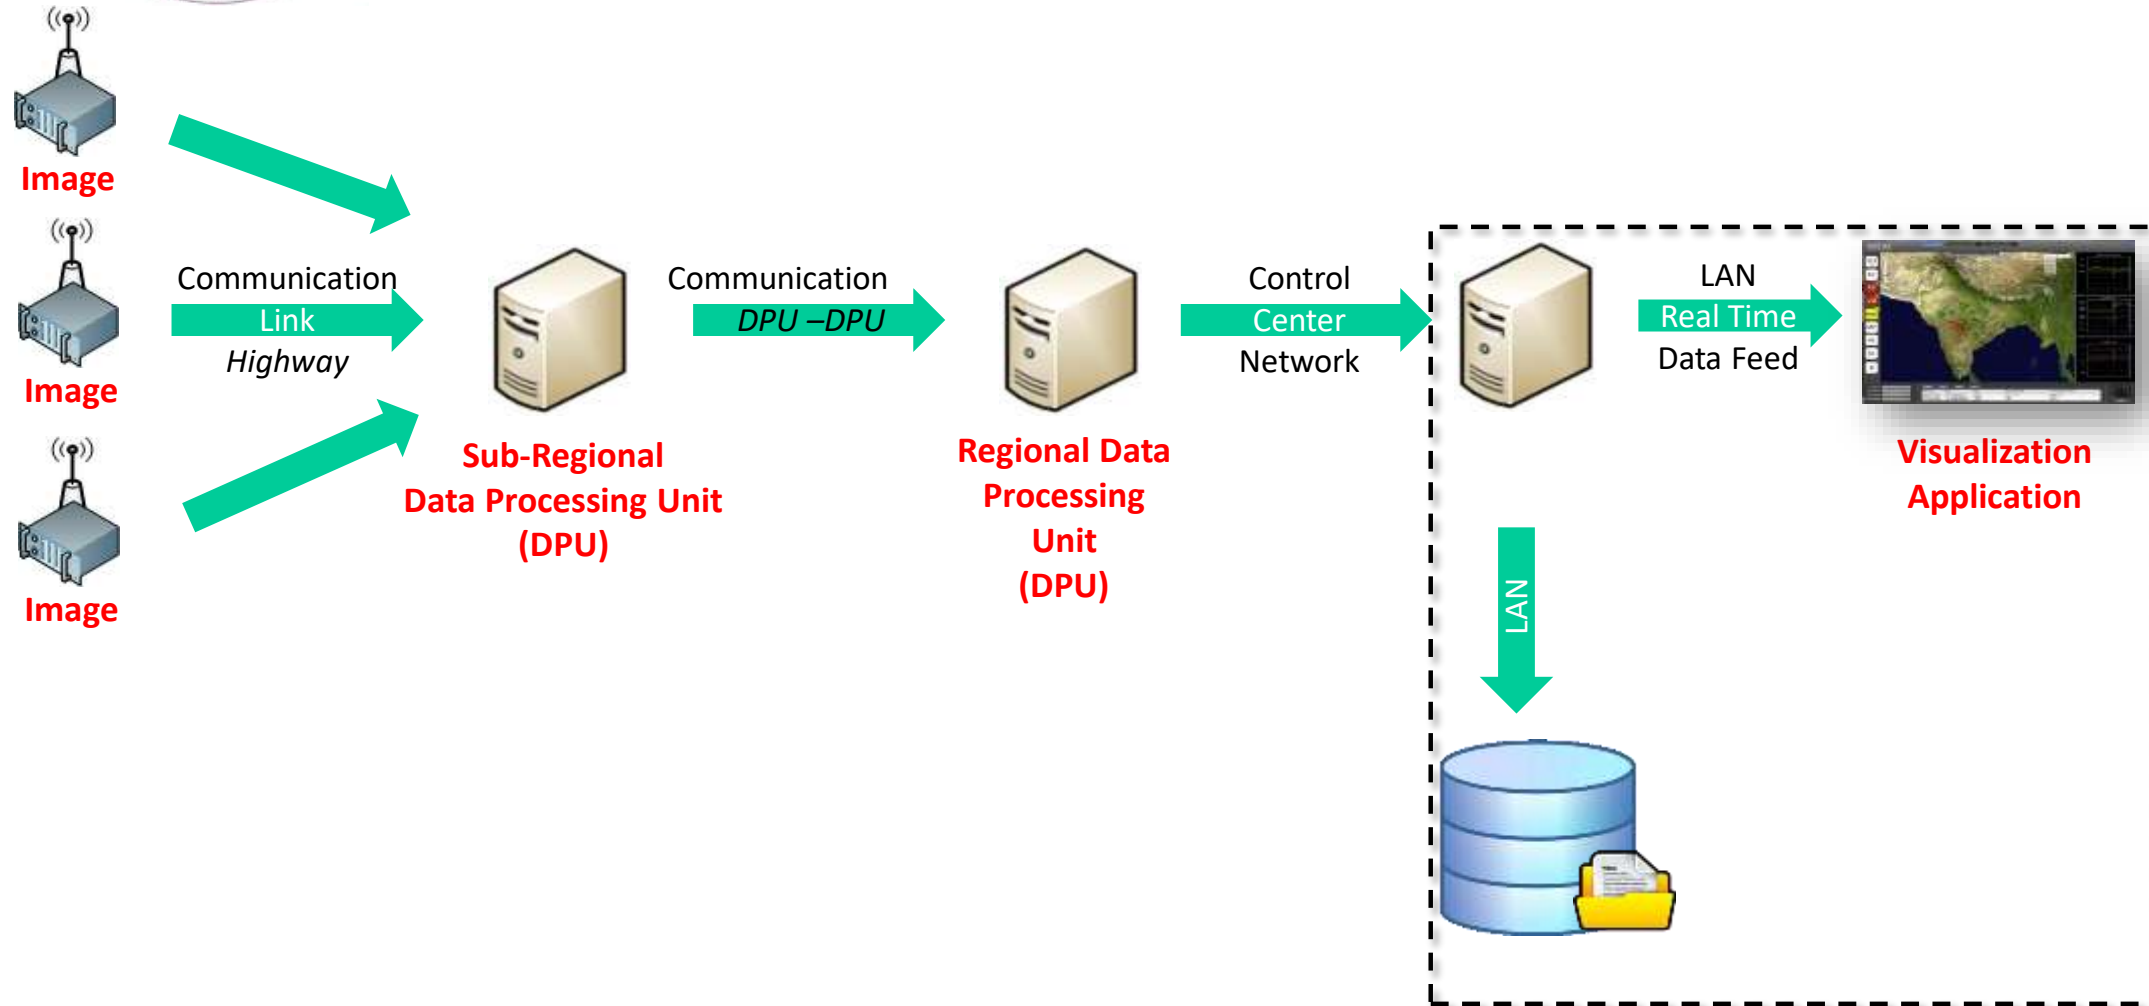 Image
Image
Image
Communication
Link
Highway
Sub-Regional
Data Processing Unit
(DPU)
Communication
DPU –DPU
Regional Data
Processing
Unit
(DPU)
Control
Center
Network
LAN
Real Time
Data Feed
Visualization
Application
LAN